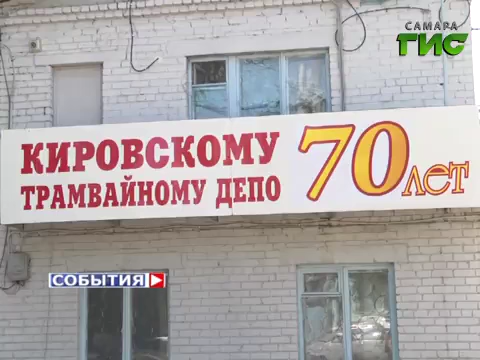 САМАРА
ГИС
КИРОВСКОМУ
ТРАМВАЙНОМУ ДЕПО
70 лет
СОБЫТИЯ